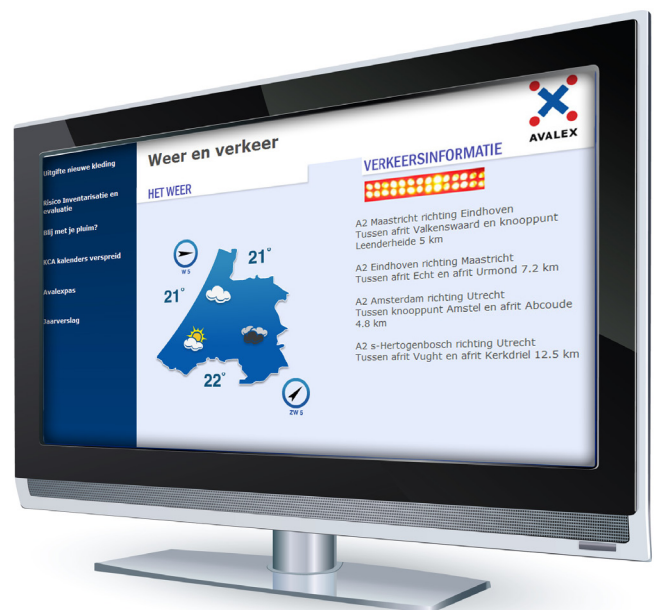 Uitgifte nieuwe kleding
Risico Inventarisatie en
evaluatie
Blij met je pluim?
KCA kalenders verspreid
Avalexpas
Jaarverslag
Weer en verkeer
HET WEER
W 5
21°
21°
22°
ZW 5
AVALEX
VERKEERSINFORMATIE
A2 Maastricht richting Eindhoven
Tussen afrit Valkenswaard en knooppunt
Leenderheide 5 km
A2 Eindhoven richting Maastricht
Tussen afrit Echt en afrit Urmond 7.2 km
A2 Amsterdam richting Utrecht
Tussen knooppunt Amstel en afrit Abcoude
4.8 km
A2 s-Hertogenbosch richting Utrecht
Tussen afrit Vught en afrit Kerkdriel 12.5 km